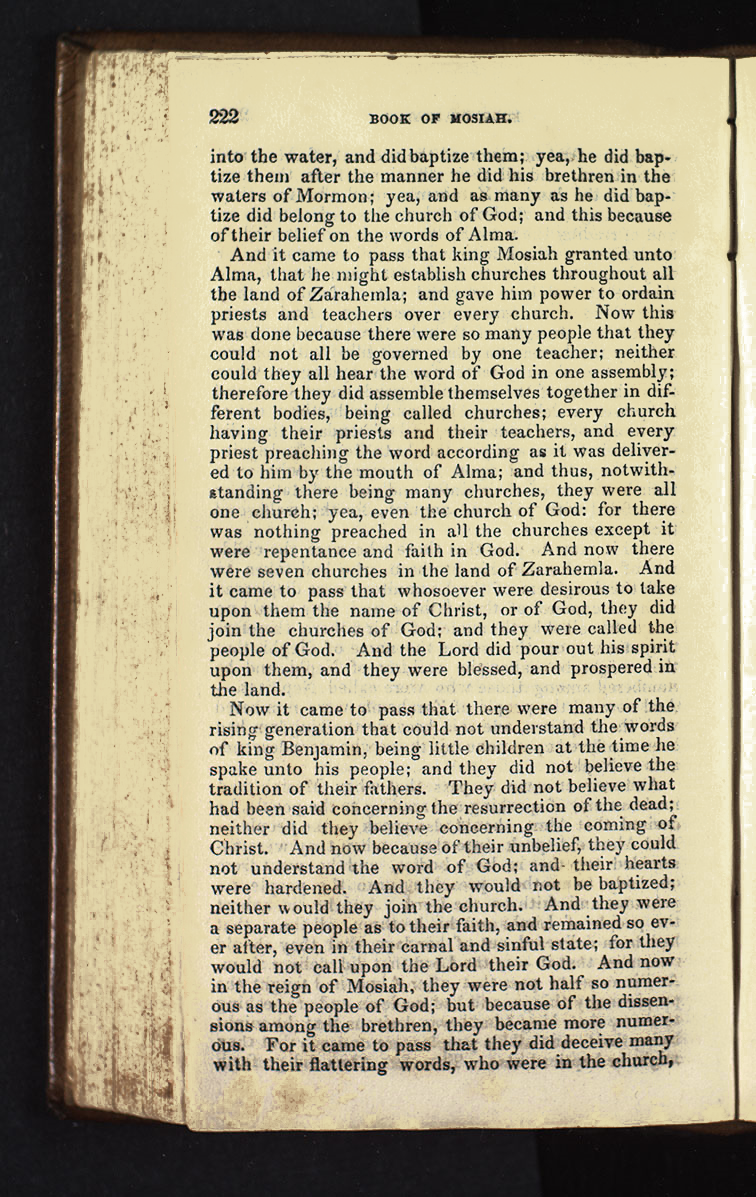 222 BOOK OF MOSIAH.
into the water, and did baptize them; yea, he did bap-
tize them after the manner he did his brethren in the
waters of Mormon; yea, and as many as he did bap-
tize did belong to the church of God; and this because
of their belief on the words of Alma.
And it came to pass that king Mosiah granted unto
Alma, that he might establish churches throughout all
the land of Zarahemla; and gave him power to ordain
priests and teachers over every church. Now this
was done because there were so many people that they
could not all be governed by one teacher; neither
could they all hear the word of God in one assembly;
therefore they did assemble themselves together in dif-
ferent bodies, being called churches; every church
having their priests and their teachers, and every
priest preaching the word according as it was deliver-
ed to him by the mouth of Alma; and thus, notwith-
standing there being many churches, they were all
one church; yea, even the church of God: for there
was nothing preached in all the churches except it
were repentance and faith in God. And now there
were seven churches in the land of Zarahemla. And
it came to pass that whosoever were desirous to take
upon them the name of Christ, or of God, they did
join the churches of God; and they were called the
people of God. And the Lord did pour out his spirit
upon them, and they were blessed, and prospered in
the land.
Now it came to pass that there were many of the
rising generation that could not understand the words
of king Benjamin, being little children at the time he
spake unto his people; and they did not believe the
tradition of their fathers. They did not believe what
had been said concerning the resurrection of the dead;
neither did they believe concerning the coming of
Christ. And now because of their unbelief, they could
not understand the word of God; and their hearts
were hardened. And they would not be baptized;
neither would they join the church. And they were
a separate people as to their faith, and remained so ev-
er after, even in their carnal and sinful state; for they
would not call upon the Lord their God. And now
in the reign of Mosiah, they were not half so numer-
ous as the people of God; but because of the dissen-
sions among the brethren, they became more numer-
ous. For it came to pass that they did deceive many
with their flattering words, who were in the church,